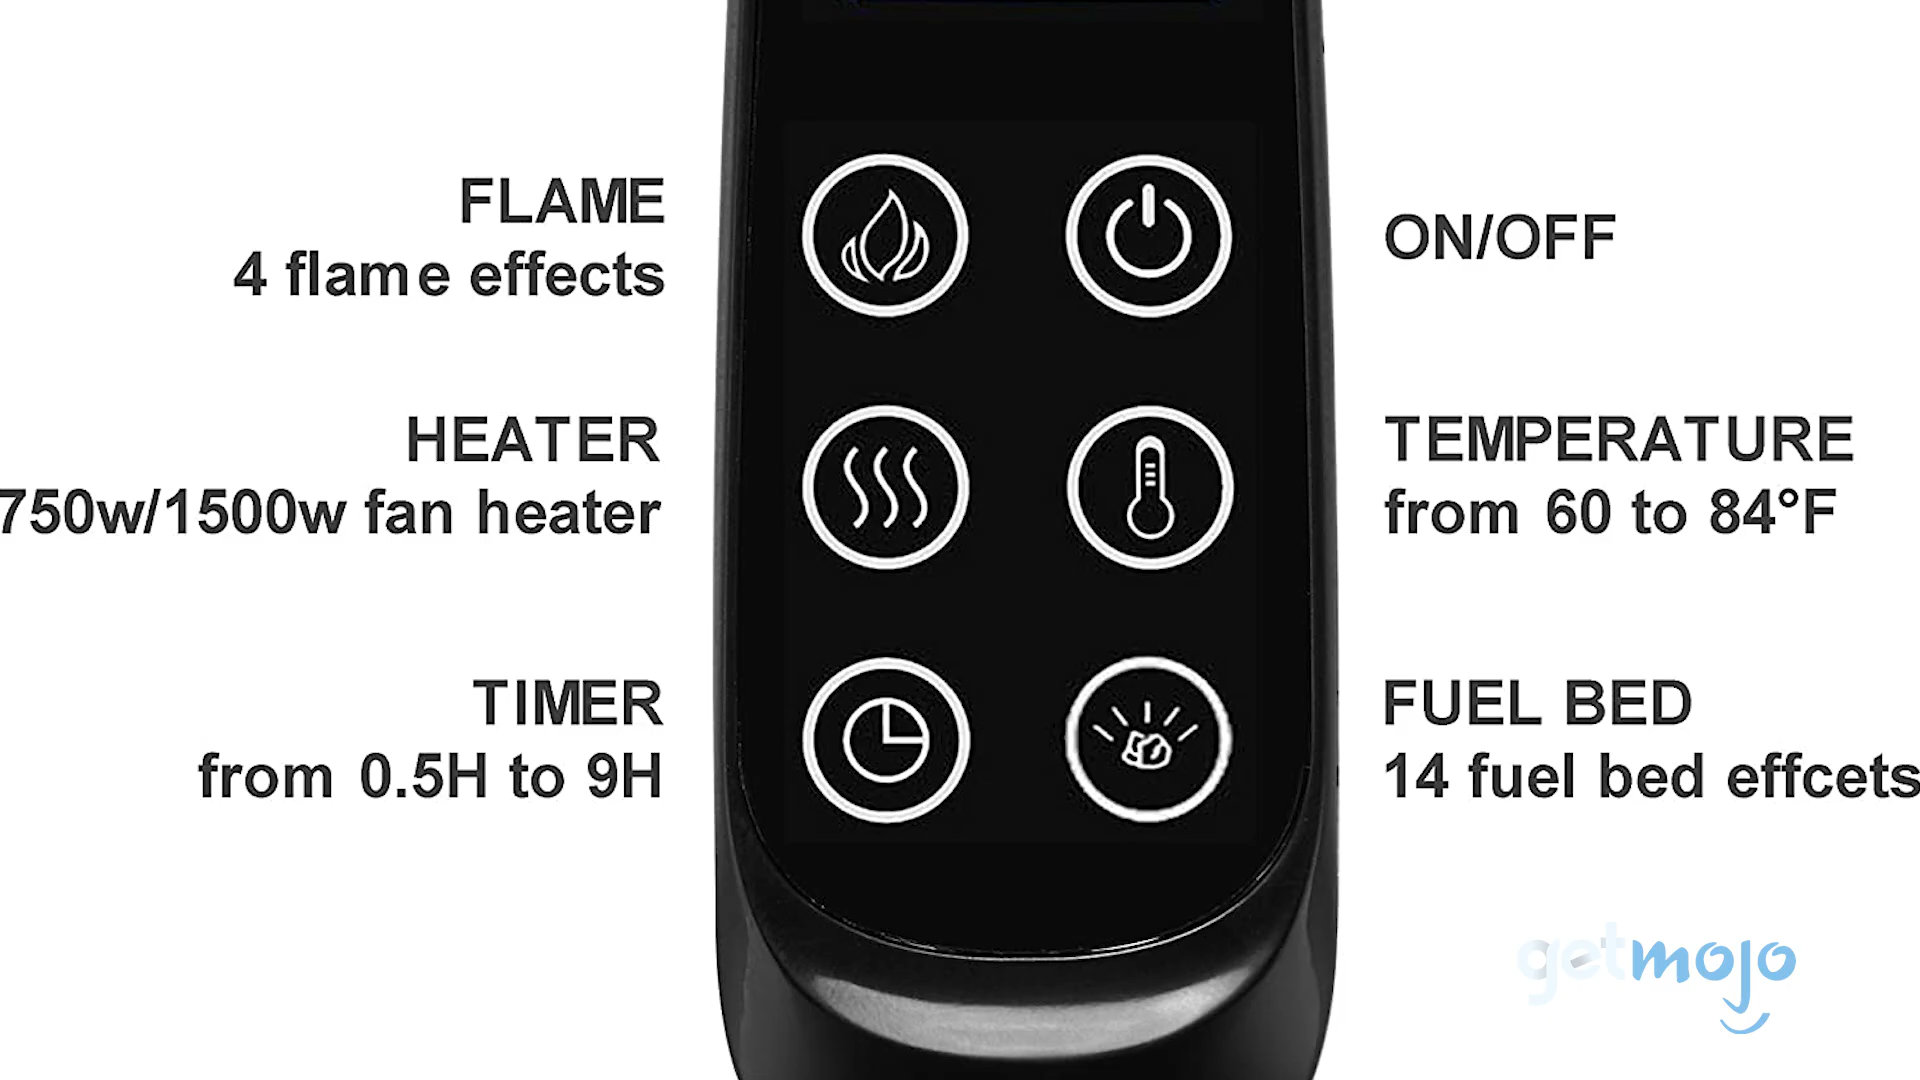 FLAME
4 flame effects
ON/OFF
HEATER
750w/1500w fan heater
TEMPERATURE
from 60 to 84°F
TIMER
from 0.5H to 9H
FUEL BED
14 fuel bed effcets
getmojo